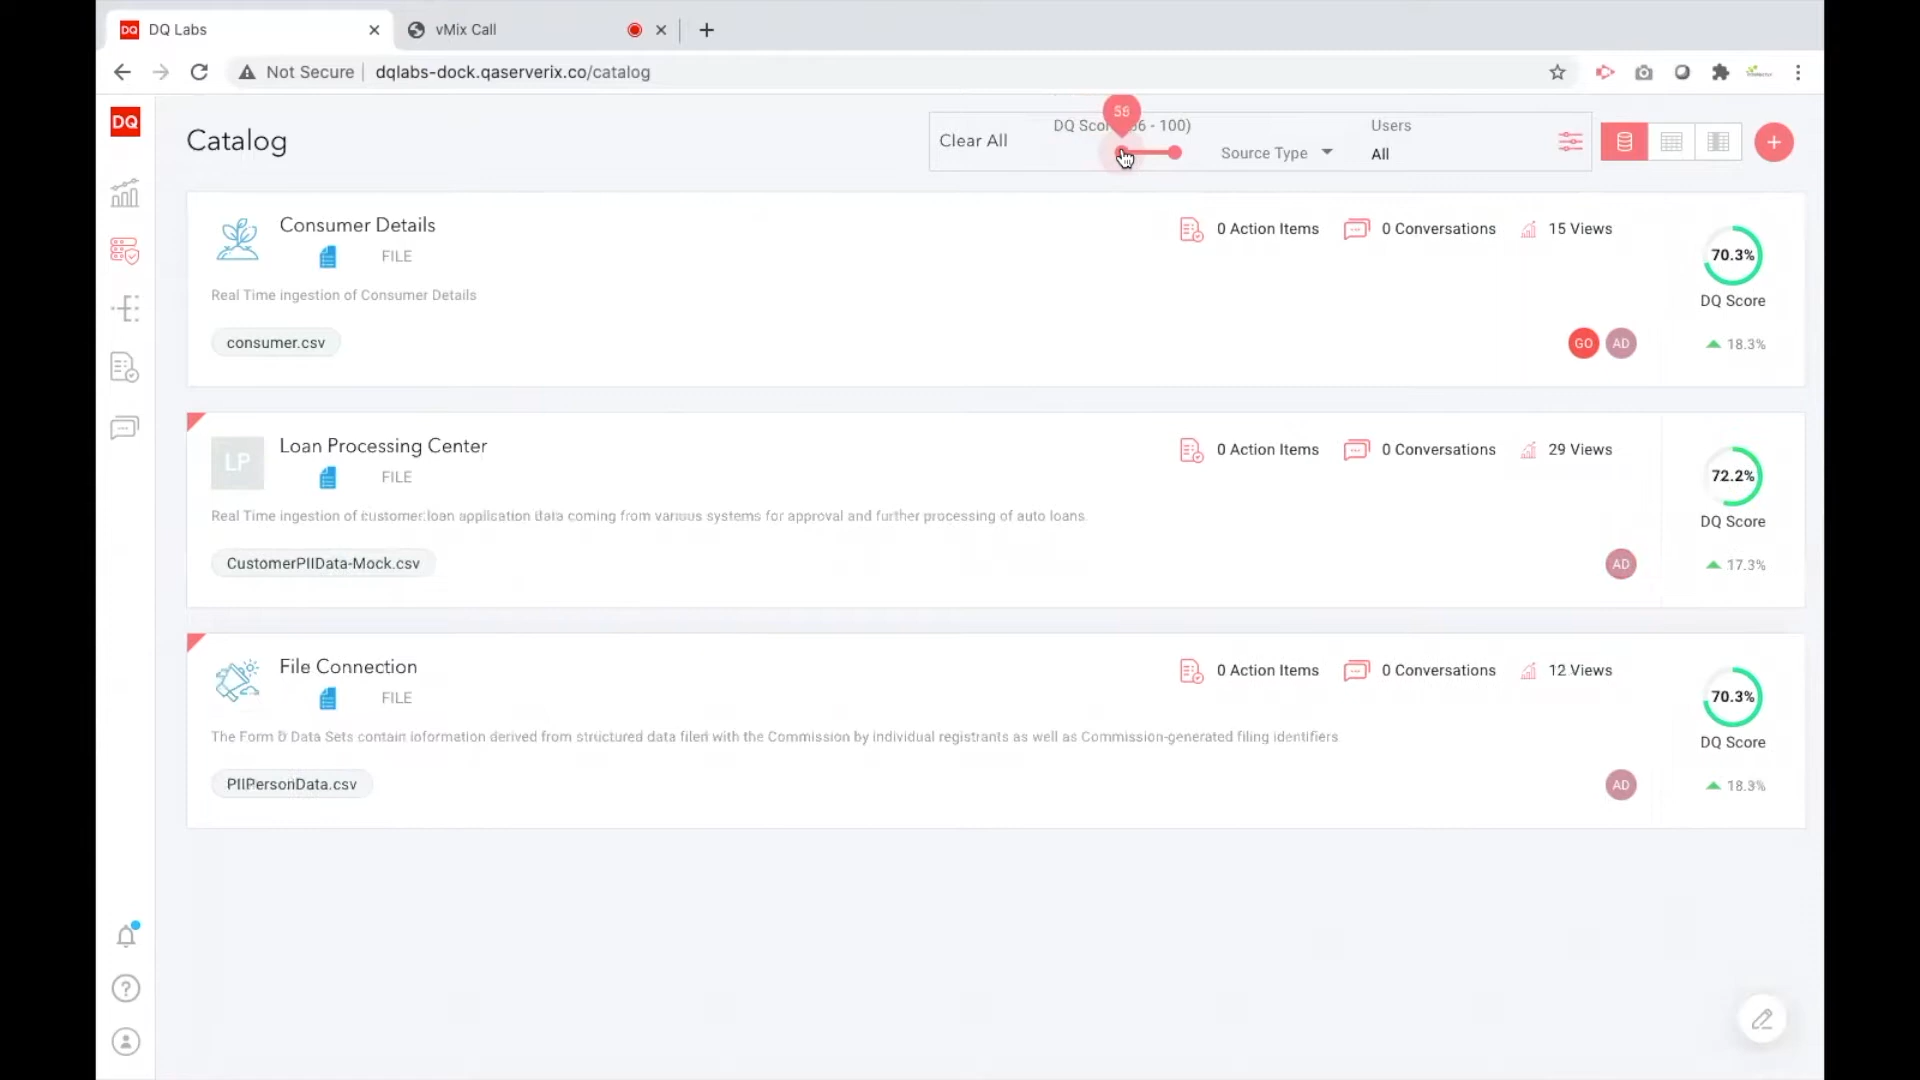 DQ DQ Labs
vMix Call
Not Secure dqlabs-dock.qaserverix.co/catalog
DQ
Catalog
Clear All
56
DQ Scor 56 - 100)
Source Type
Users
All
Consumer Details
FILE
0 Action Items
0 Conversations
15 Views
70.3%
DQ Score
Real Time ingestion of Consumer Details
consumer.csv
GO AD
18.3%
LP
Loan Processing Center
FILE
0 Action Items
0 Conversations
29 Views
72.2%
DQ Score
Real Time ingestion of customer loan application data coming from various systems for approval and further processing of auto loans.
CustomerPIIData-Mock.csv
AD
17.3%
File Connection
FILE
0 Action Items
0 Conversations
12 Views
70.3%
DQ Score
The Form D Data Sets contain information derived from structured data filed with the Commission by individual registrants as well as Commission-generated filing identifiers
PIIPersonData.csv
AD
18.3%